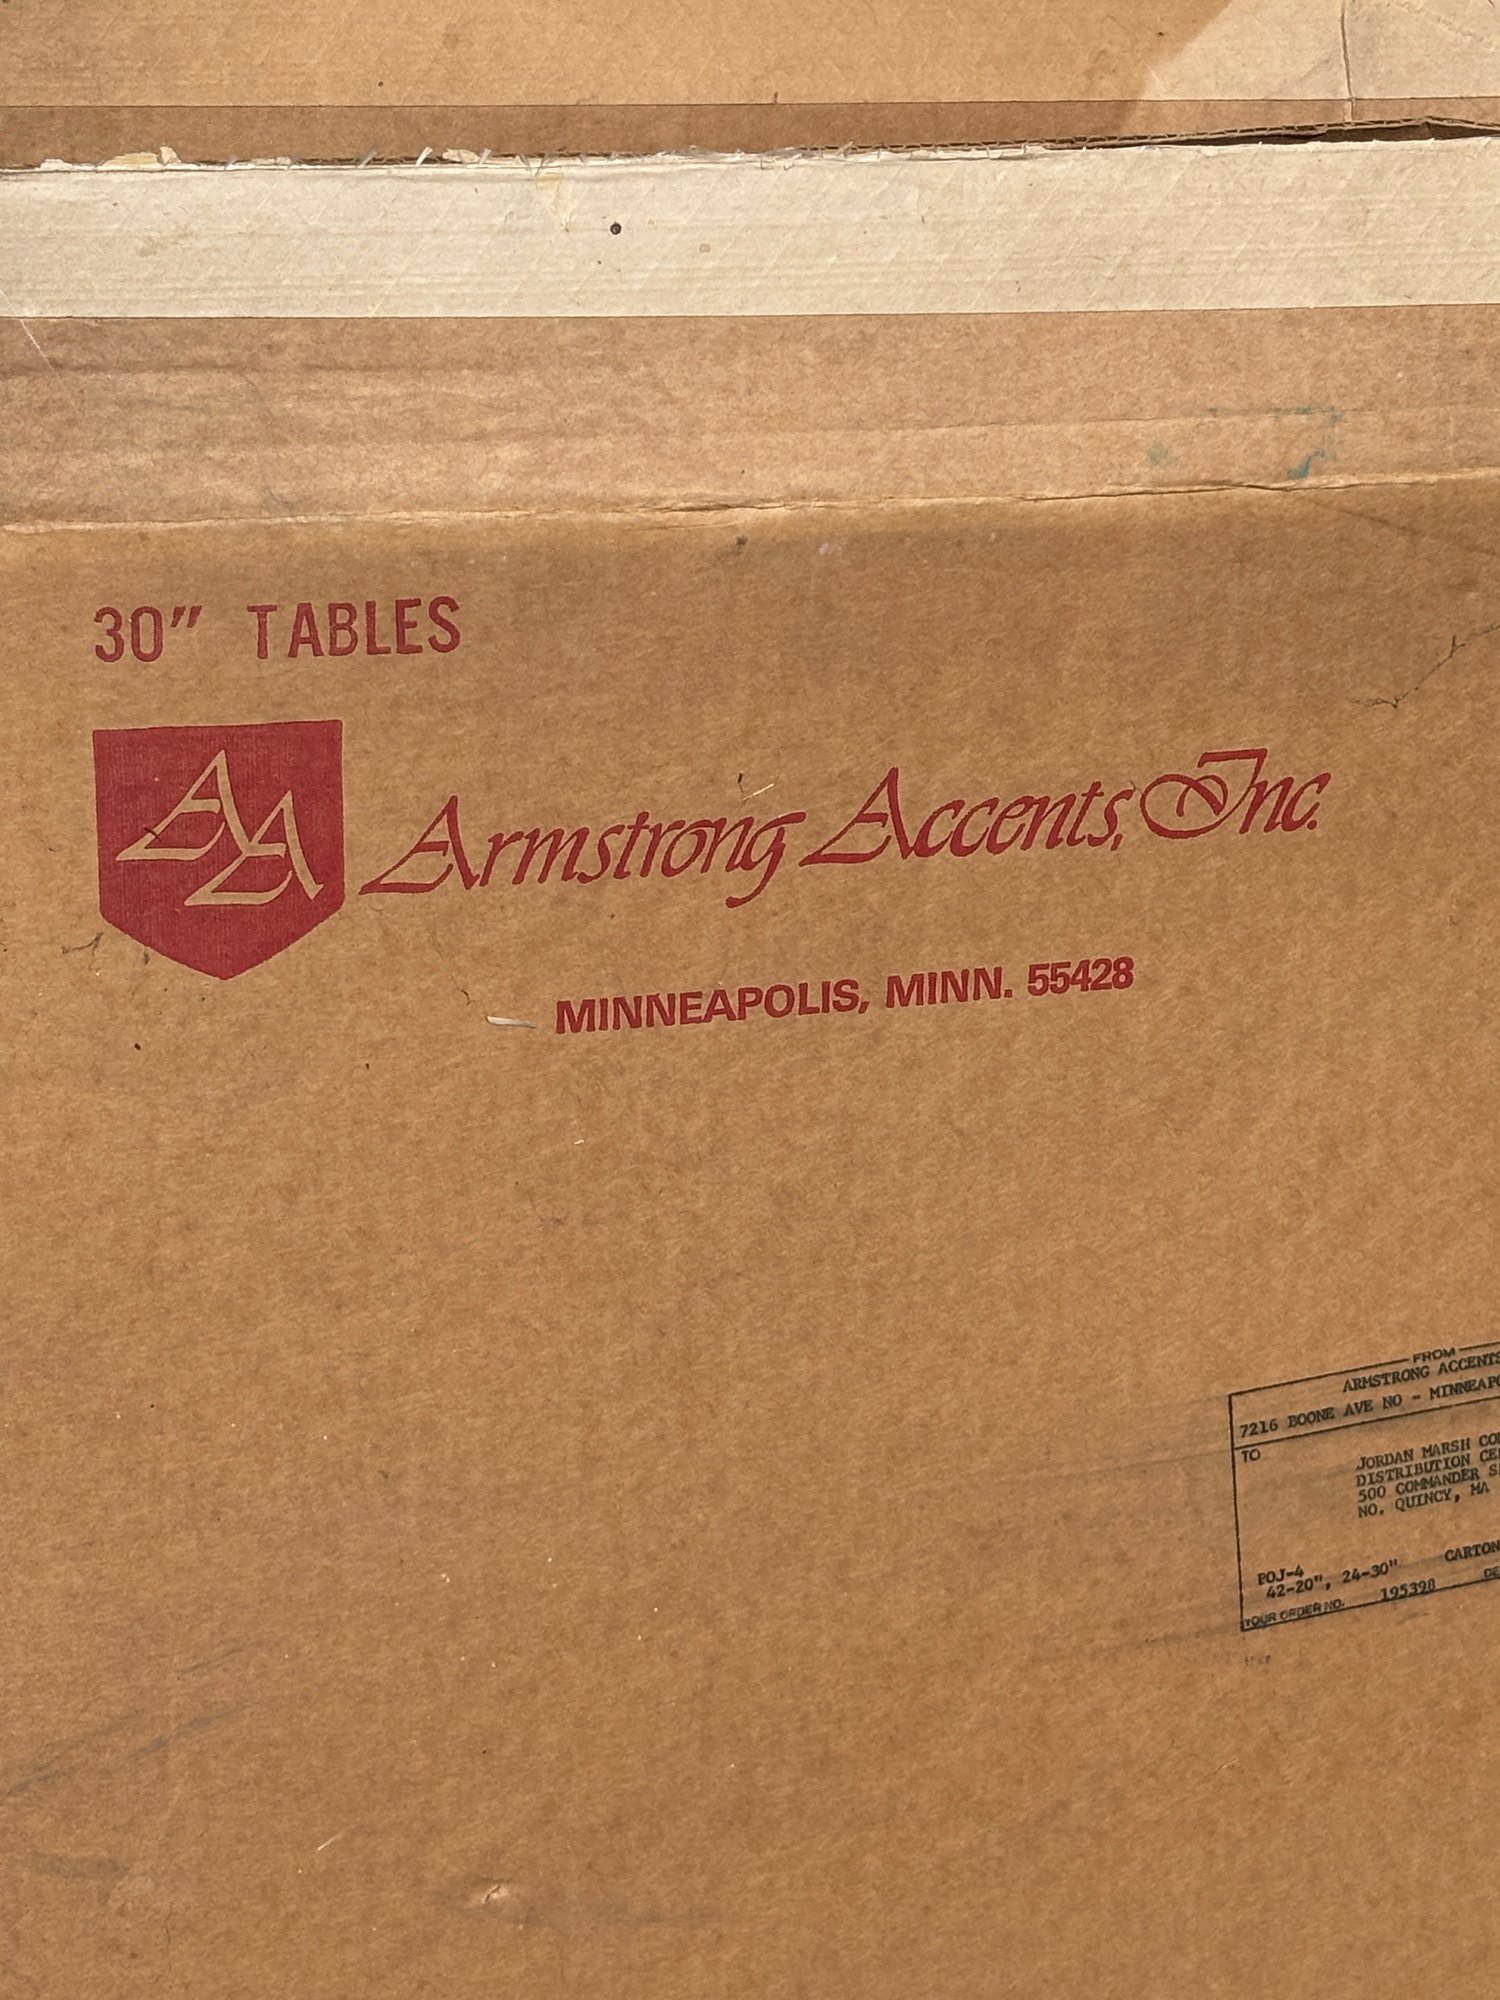 30" TABLES
AA
Armstrong Accents, Inc.
MINNEAPOLIS, MINN. 55428
FROM
ARMSTRONG ACCENTS
7216 BOONE AVE NO - MINNEAPO
TO
JORDAN MARSH CO
DISTRIBUTION CE
500 COMMANDER S
NO. QUINCY, MA
POJ-4 CARTON
42-20", 24-30"
YOUR ORDER NO. 195398 DE